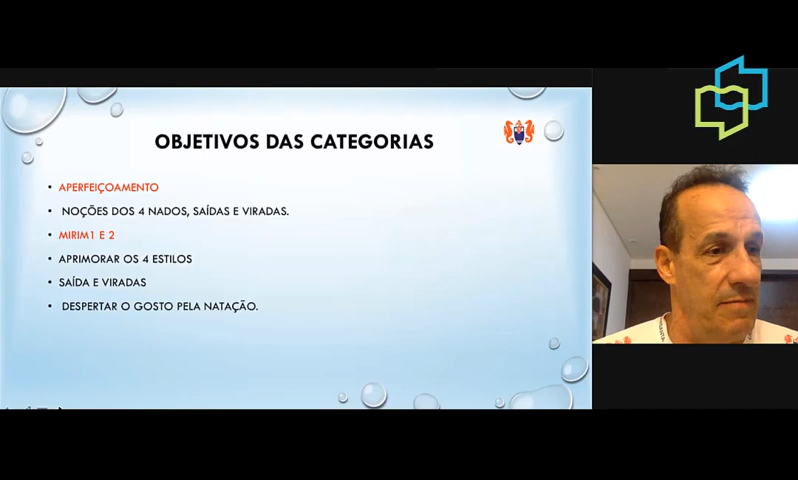 OBJETIVOS DAS CATEGORIAS
• APERFEIÇOAMENTO
• NOÇÕES DOS 4 NADOS, SAÍDAS E VIRADAS.
• MIRIM1 E 2
• APRIMORAR OS 4 ESTILOS
• SAÍDA E VIRADAS
• DESPERTAR O GOSTO PELA NATAÇÃO.